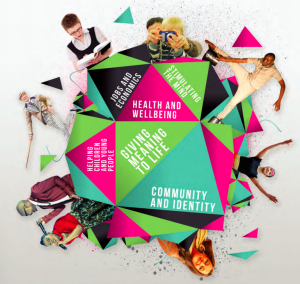 JOBS AND
ECONOMICS
STIMULATING
THE MIND
HEALTH AND
WELLBEING
HELPING
CHILDREN
AND YOUNG
PEOPLE
GIVING
MEANING
TO LIFE
COMMUNITY
AND IDENTITY